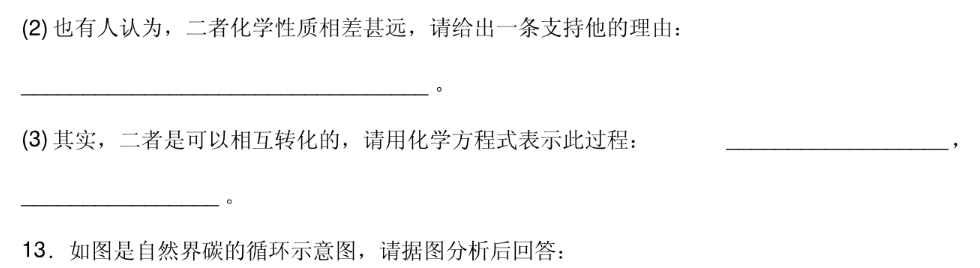 (2)也有人认为，二者化学性质相差甚远，请给出一条支持他的理由：
________________________________。
(3)其实，二者是可以相互转化的，请用化学方程式表示此过程： __________________，
________________。
13．如图是自然界碳的循环示意图，请据图分析后回答：